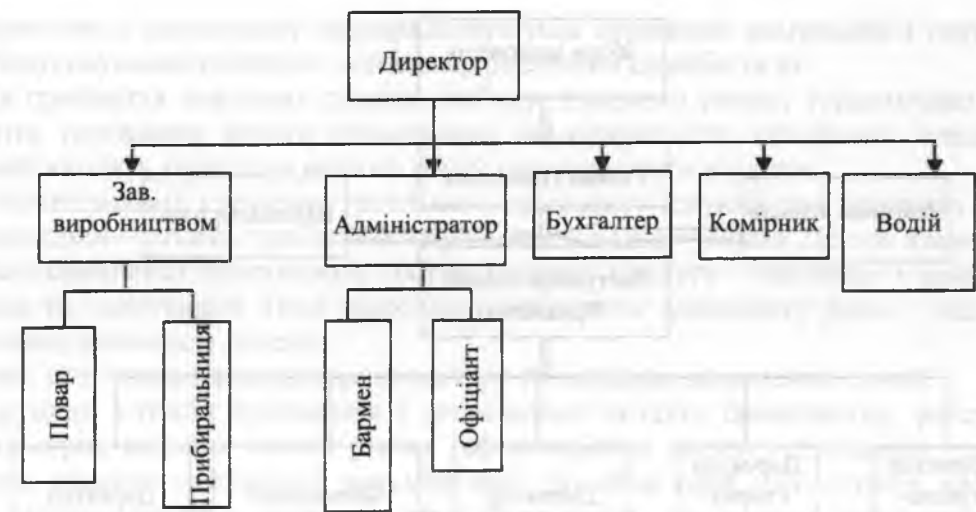 Директор
Зав.
виробництвом
Адміністратор
Бухгалтер
Комірник
Водій
Повар
Прибиральниця
Бармен
Офіціант